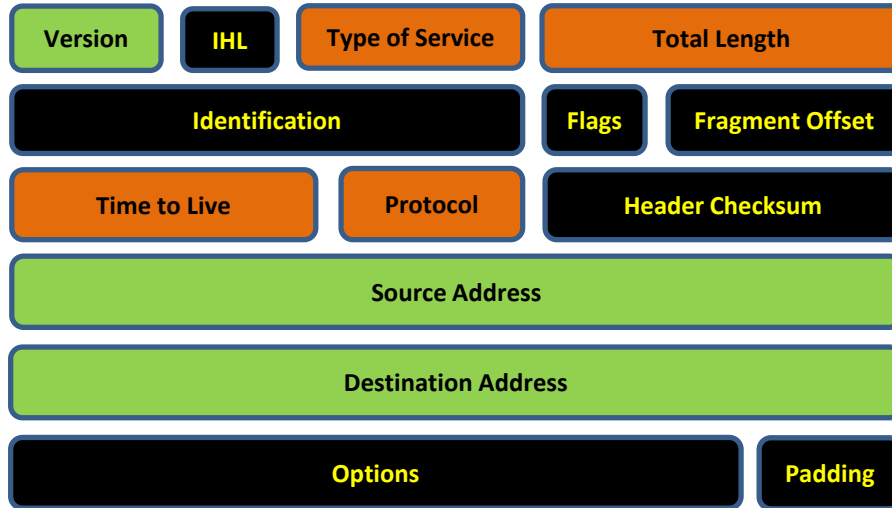 Version IHL Type of Service Total Length
Identification Flags Fragment Offset
Time to Live Protocol Header Checksum
Source Address
Destination Address
Options Padding